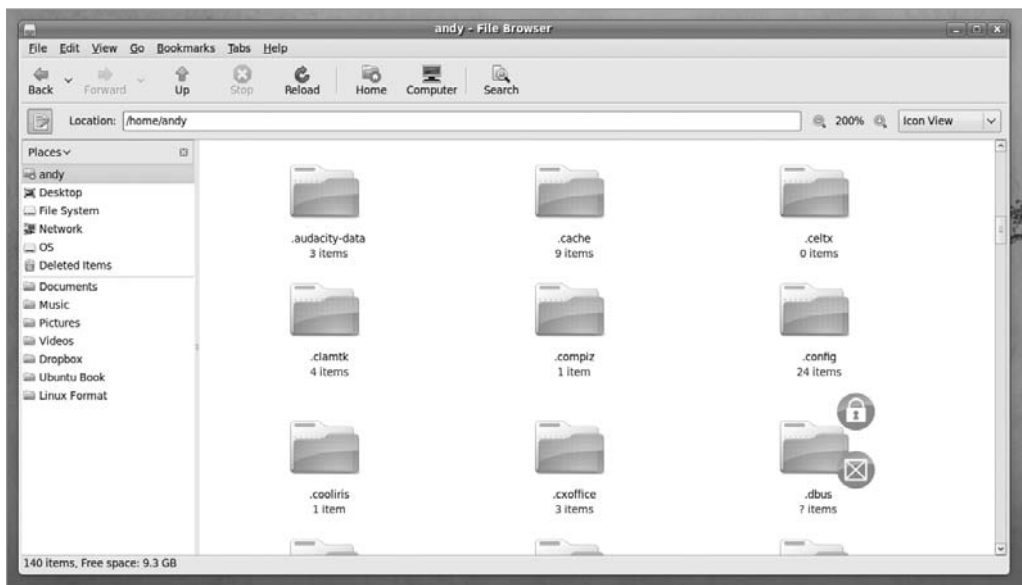 andy - File Browser
File Edit View Go Bookmarks Tabs Help
Back Forward Up Stop Reload Home Computer Search
Location: /home/andy 200% Icon View
Places
andy
Desktop
File System
Network
OS
Deleted Items
Documents
Music
Pictures
Videos
Dropbox
Ubuntu Book
Linux Format
.audacity-data .cache .celtx
3 items 9 items 0 items
.clamtk .compiz .config
4 items 1 item 24 items
.cooliris .cxoffice .dbus
1 item 3 items ? items
140 items, Free space: 9.3 GB